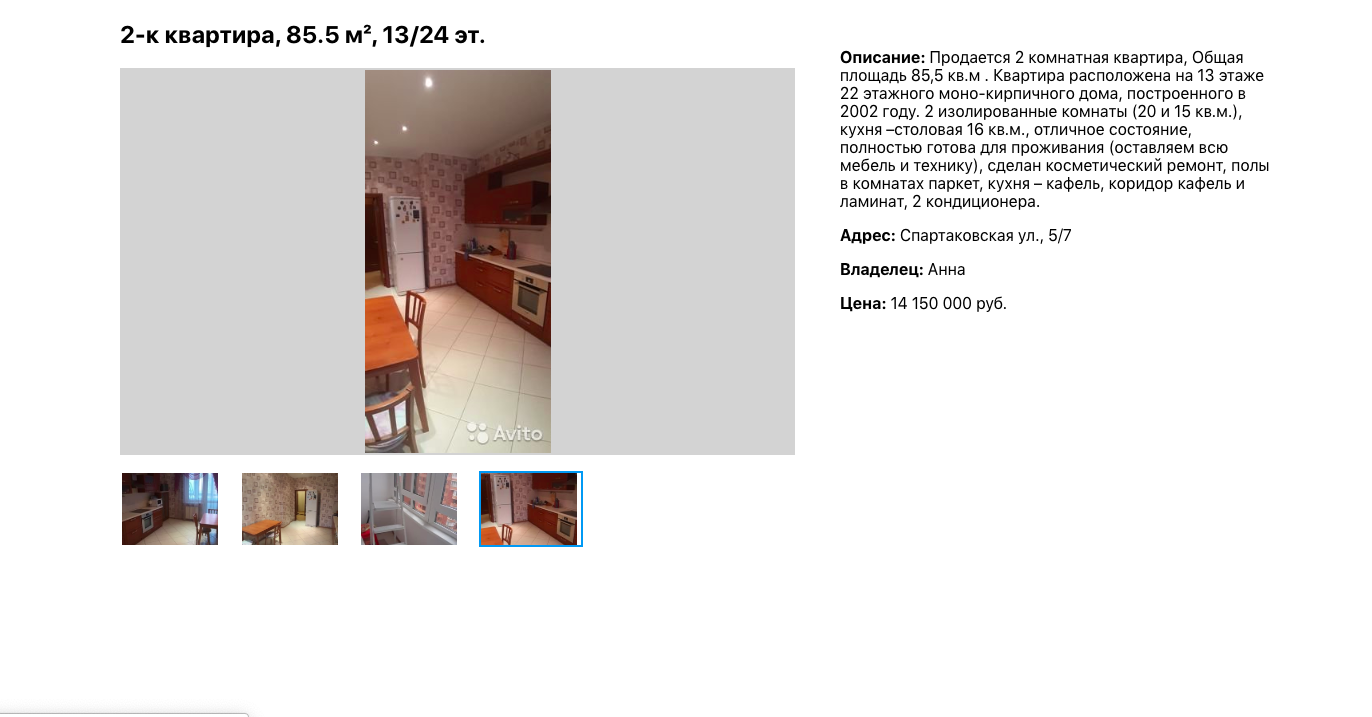 2-к квартира, 85.5 м², 13/24 эт.
Avito
Описание: Продается 2 комнатная квартира, Общая
площадь 85,5 кв.м . Квартира расположена на 13 этаже
22 этажного моно-кирпичного дома, построенного в
2002 году. 2 изолированные комнаты (20 и 15 кв.м.),
кухня –столовая 16 кв.м., отличное состояние,
полностью готова для проживания (оставляем всю
мебель и технику), сделан косметический ремонт, полы
в комнатах паркет, кухня – кафель, коридор кафель и
ламинат, 2 кондиционера.
Адрес: Спартаковская ул., 5/7
Владелец: Анна
Цена: 14 150 000 руб.